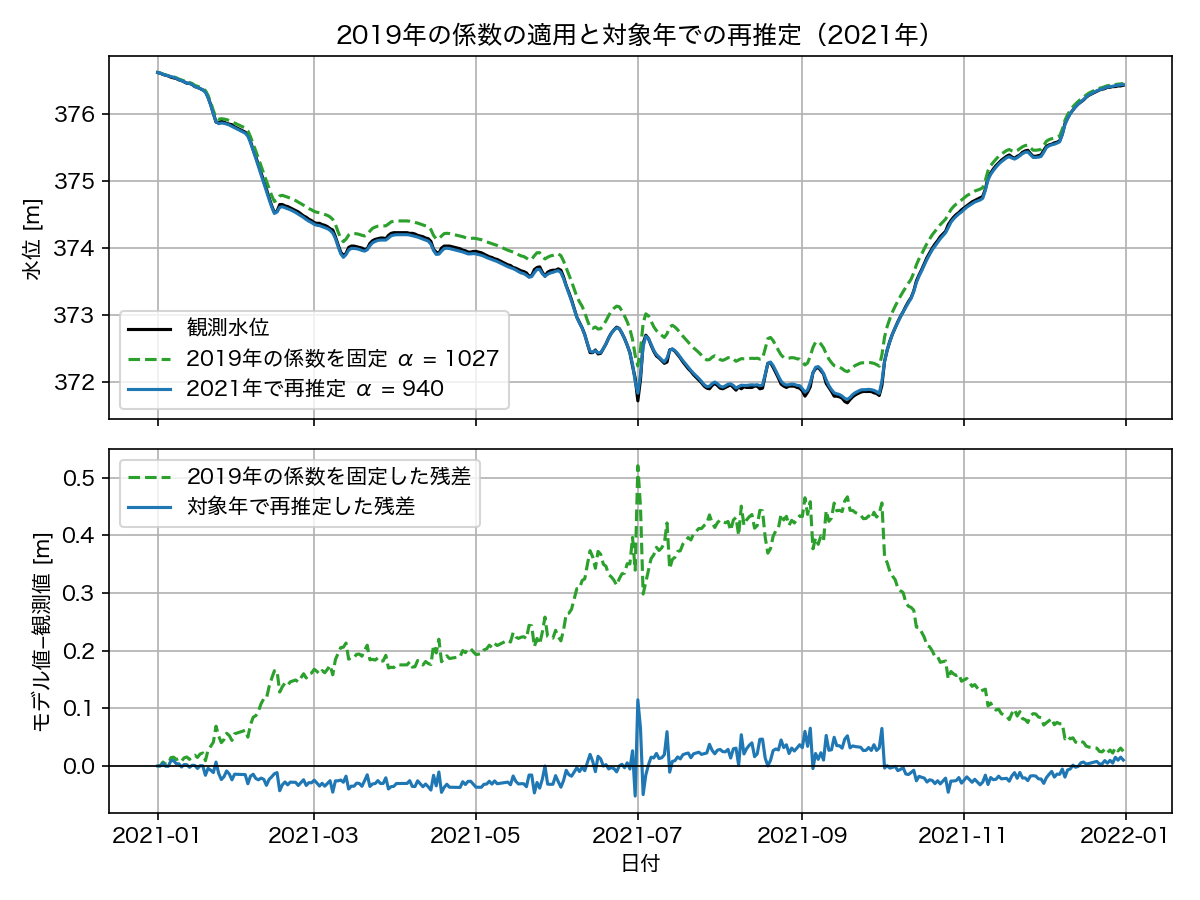 2019年の係数の適用と対象年での再推定（2021年）
水位 [m]
376
375
374
373
372
観測水位
2019年の係数を固定 α = 1027
2021年で再推定 α = 940
モデル値−観測値 [m]
0.5
0.4
0.3
0.2
0.1
0.0
2019年の係数を固定した残差
対象年で再推定した残差
2021-01
2021-03
2021-05
2021-07
2021-09
2021-11
2022-01
日付